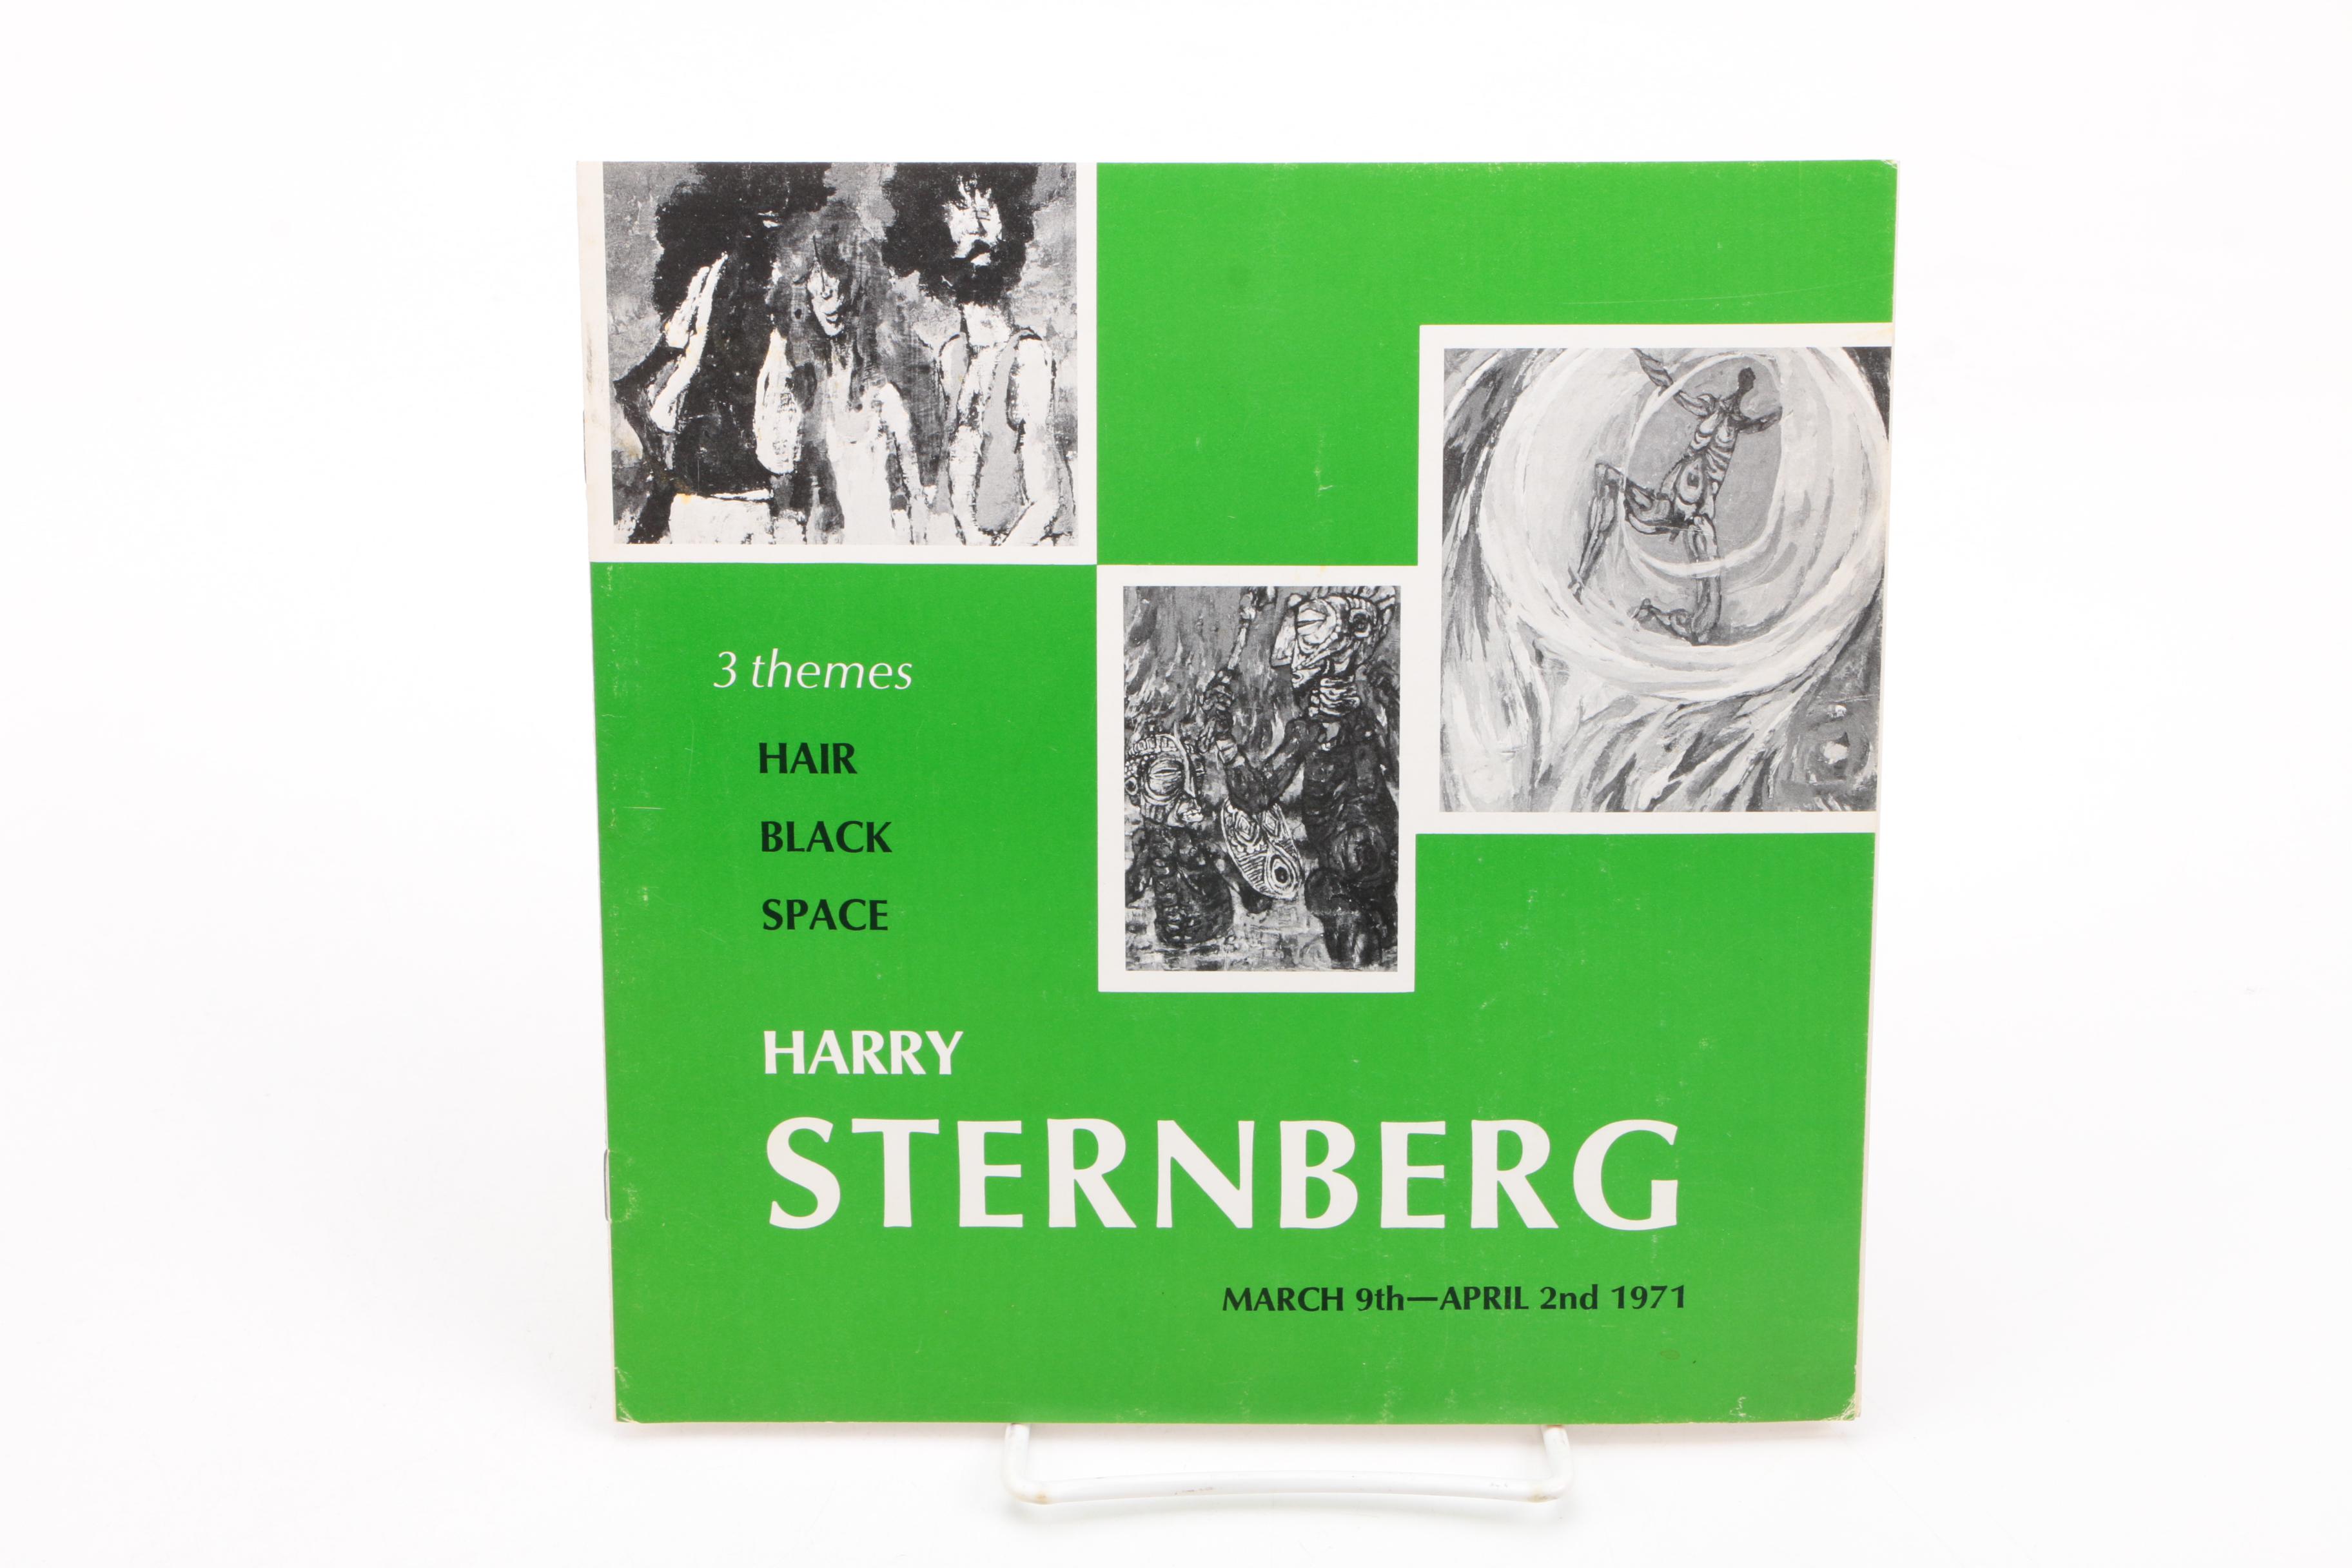 3 themes
HAIR
BLACK
SPACE
HARRY
STERNBERG
MARCH 9th—APRIL 2nd 1971